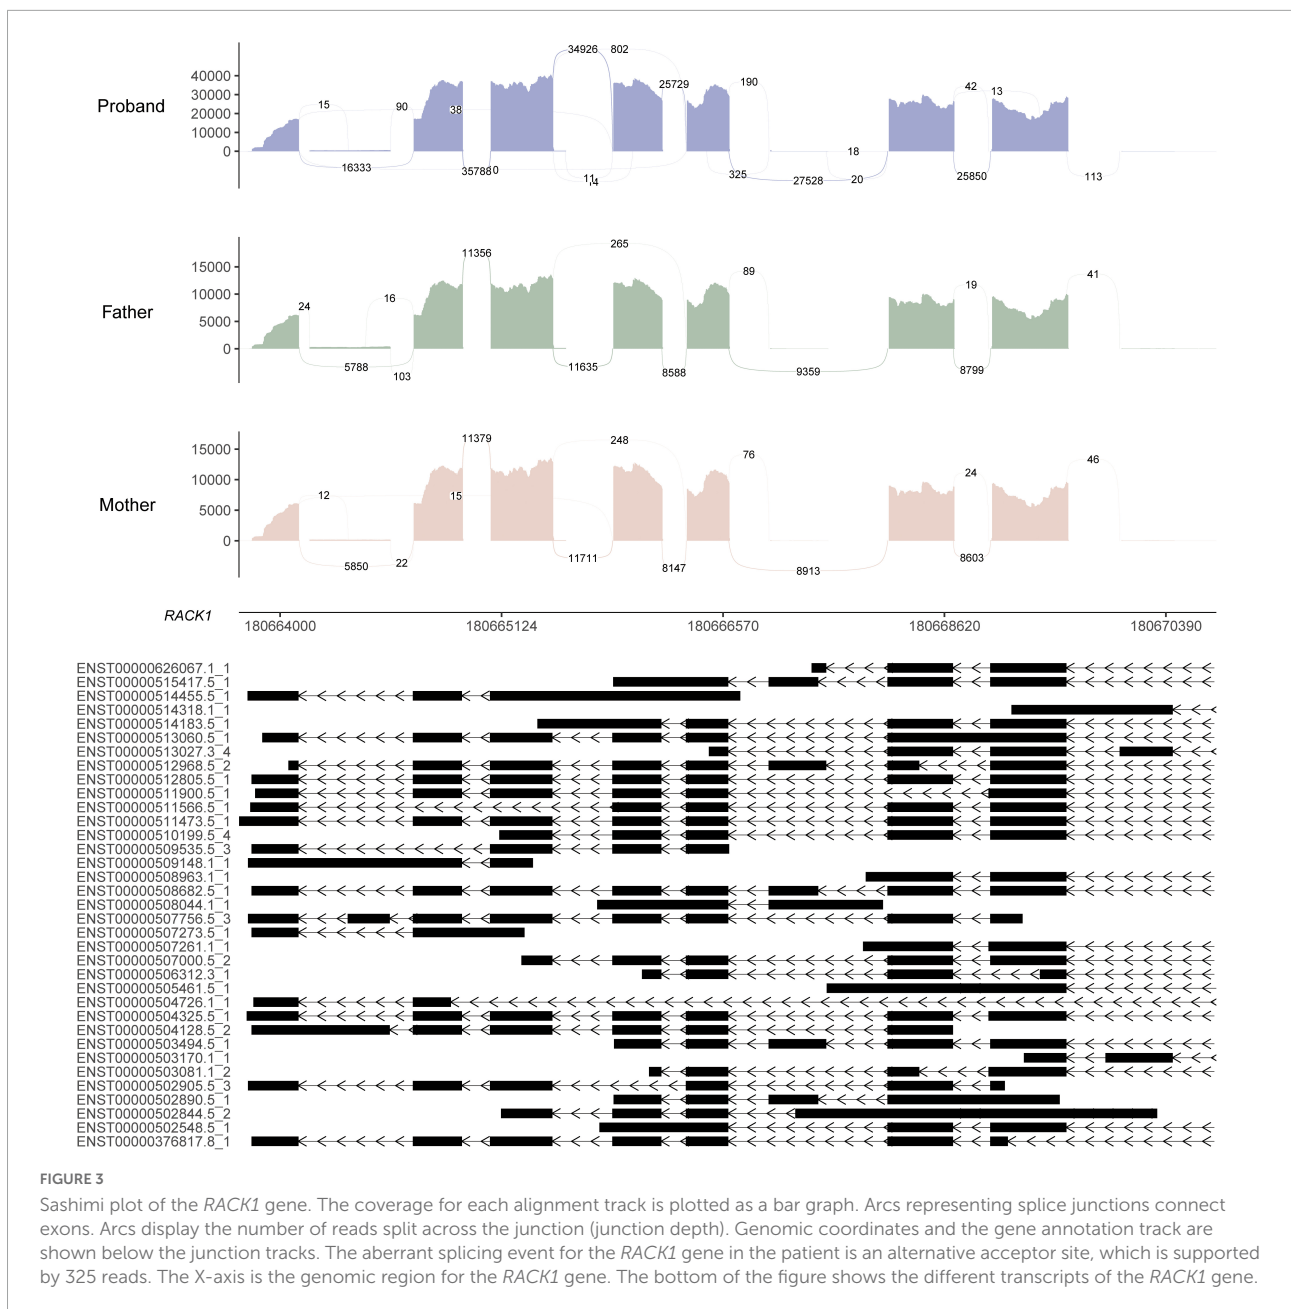 34926 802
40000
30000
20000
10000
0
Proband
15
90
38
25729
190
42
13
16333
35788
0
11
14
325
27528
18
20
25850
113
15000
10000
5000
0
Father
24
16
11356
265
89
19
41
5788
103
11635
8588
9359
8799
15000
10000
5000
0
Mother
12
15
11379
248
76
24
46
5850
22
11711
8147
8913
8603
RACK1
180664000 180665124 180666570 180668620 180670390
ENST00000626067.1_1
ENST00000515417.5_1
ENST00000514455.5_1
ENST00000514318.1_1
ENST00000514183.5_1
ENST00000513060.5_1
ENST00000513027.3_4
ENST00000512968.5_2
ENST00000512805.5_1
ENST00000511900.5_1
ENST00000511566.5_1
ENST00000511473.5_1
ENST00000510199.5_4
ENST00000509535.5_3
ENST00000509148.1_1
ENST00000508963.1_1
ENST00000508682.5_1
ENST00000508044.1_1
ENST00000507756.5_3
ENST00000507273.5_1
ENST00000507261.1_1
ENST00000507000.5_2
ENST00000506312.3_1
ENST00000505461.5_1
ENST00000504726.1_1
ENST00000504325.5_1
ENST00000504128.5_2
ENST00000503494.5_1
ENST00000503170.1_1
ENST00000503081.1_2
ENST00000502905.5_3
ENST00000502890.5_1
ENST00000502844.5_2
ENST00000502548.5_1
ENST00000376817.8_1
FIGURE 3
Sashimi plot of the RACK1 gene. The coverage for each alignment track is plotted as a bar graph. Arcs representing splice junctions connect
exons. Arcs display the number of reads split across the junction (junction depth). Genomic coordinates and the gene annotation track are
shown below the junction tracks. The aberrant splicing event for the RACK1 gene in the patient is an alternative acceptor site, which is supported
by 325 reads. The X-axis is the genomic region for the RACK1 gene. The bottom of the figure shows the different transcripts of the RACK1 gene.